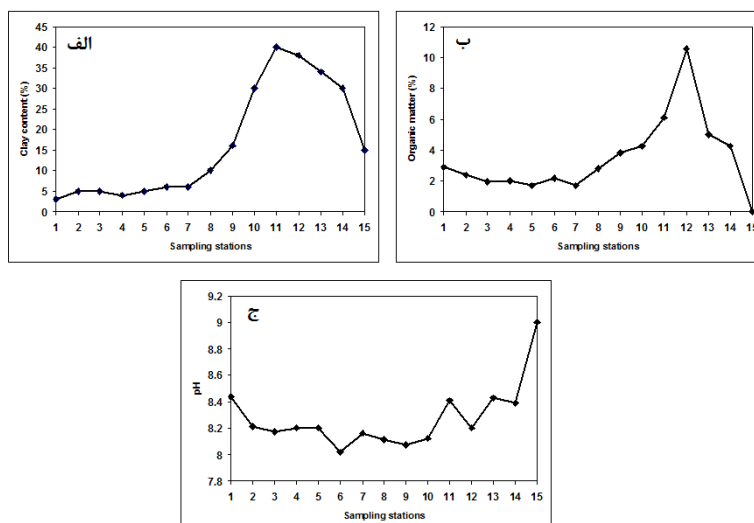 الف
Clay content (%)
45
40
35
30
25
20
15
10
5
0
1 2 3 4 5 6 7 8 9 10 11 12 13 14 15
Sampling stations
ب
Organic matter (%)
12
10
8
6
4
2
0
1 2 3 4 5 6 7 8 9 10 11 12 13 14 15
Sampling stations
ج
pH
9.2
9
8.8
8.6
8.4
8.2
8
7.8
1 2 3 4 5 6 7 8 9 10 11 12 13 14 15
Sampling stations